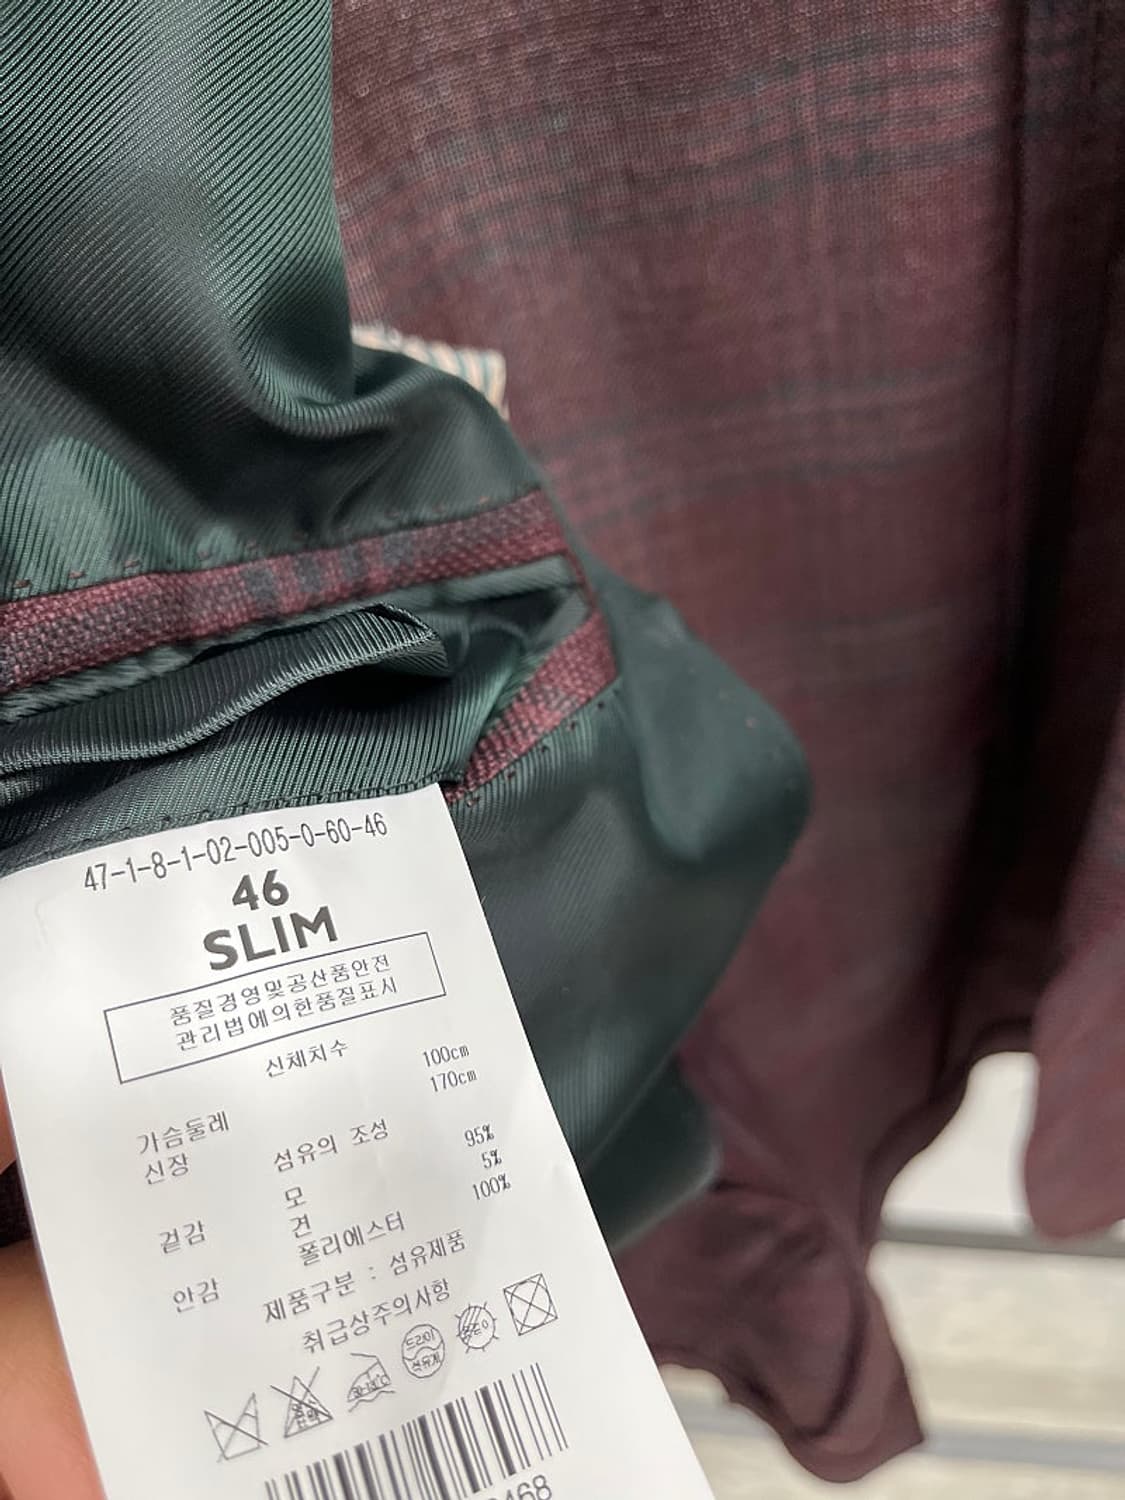 47-1-8-1-02-005-0-60-46
46
SLIM
품질경영및공산품안전
관리법에의한품질표시
신체치수
가슴둘레 100㎝
신장 170㎝
섬유의 조성
겉감 모 95%
견 5%
안감 폴리에스터 100%
제품구분 : 섬유제품
취급상주의사항
드라이
석유계
468